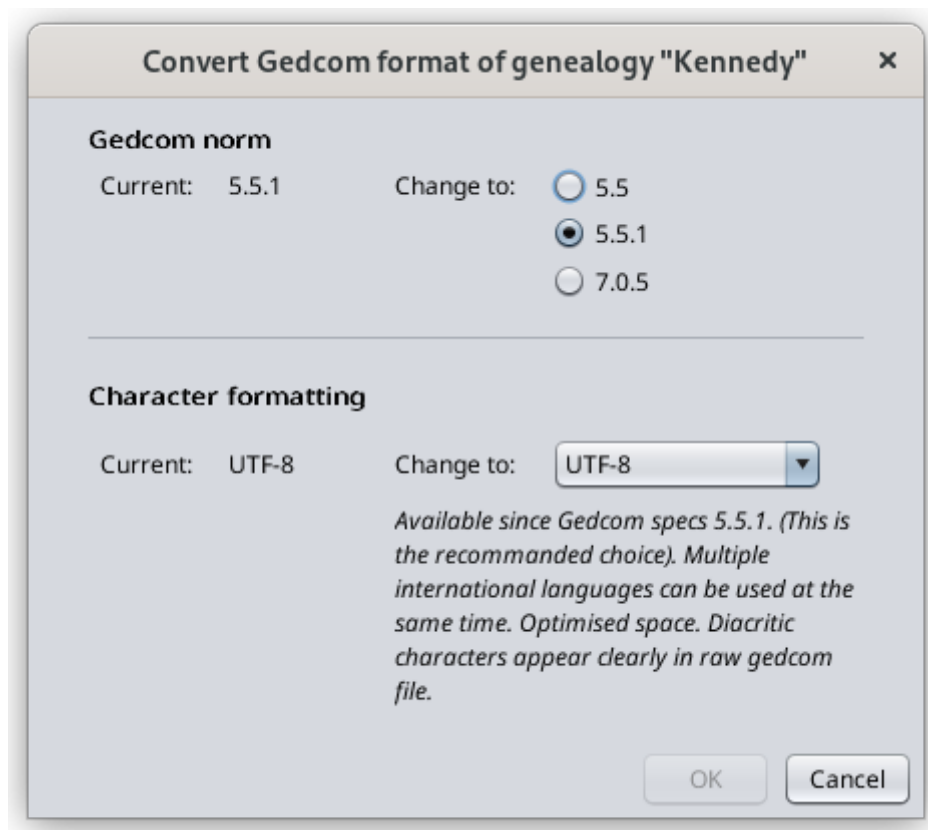 Convert Gedcom format of genealogy "Kennedy"
Gedcom norm
Current: 5.5.1 Change to: 5.5
5.5.1
7.0.5
Character formatting
Current: UTF-8 Change to: UTF-8
Available since Gedcom specs 5.5.1. (This is
the recommanded choice). Multiple
international languages can be used at the
same time. Optimised space. Diacritic
characters appear clearly in raw gedcom
file.
OK Cancel